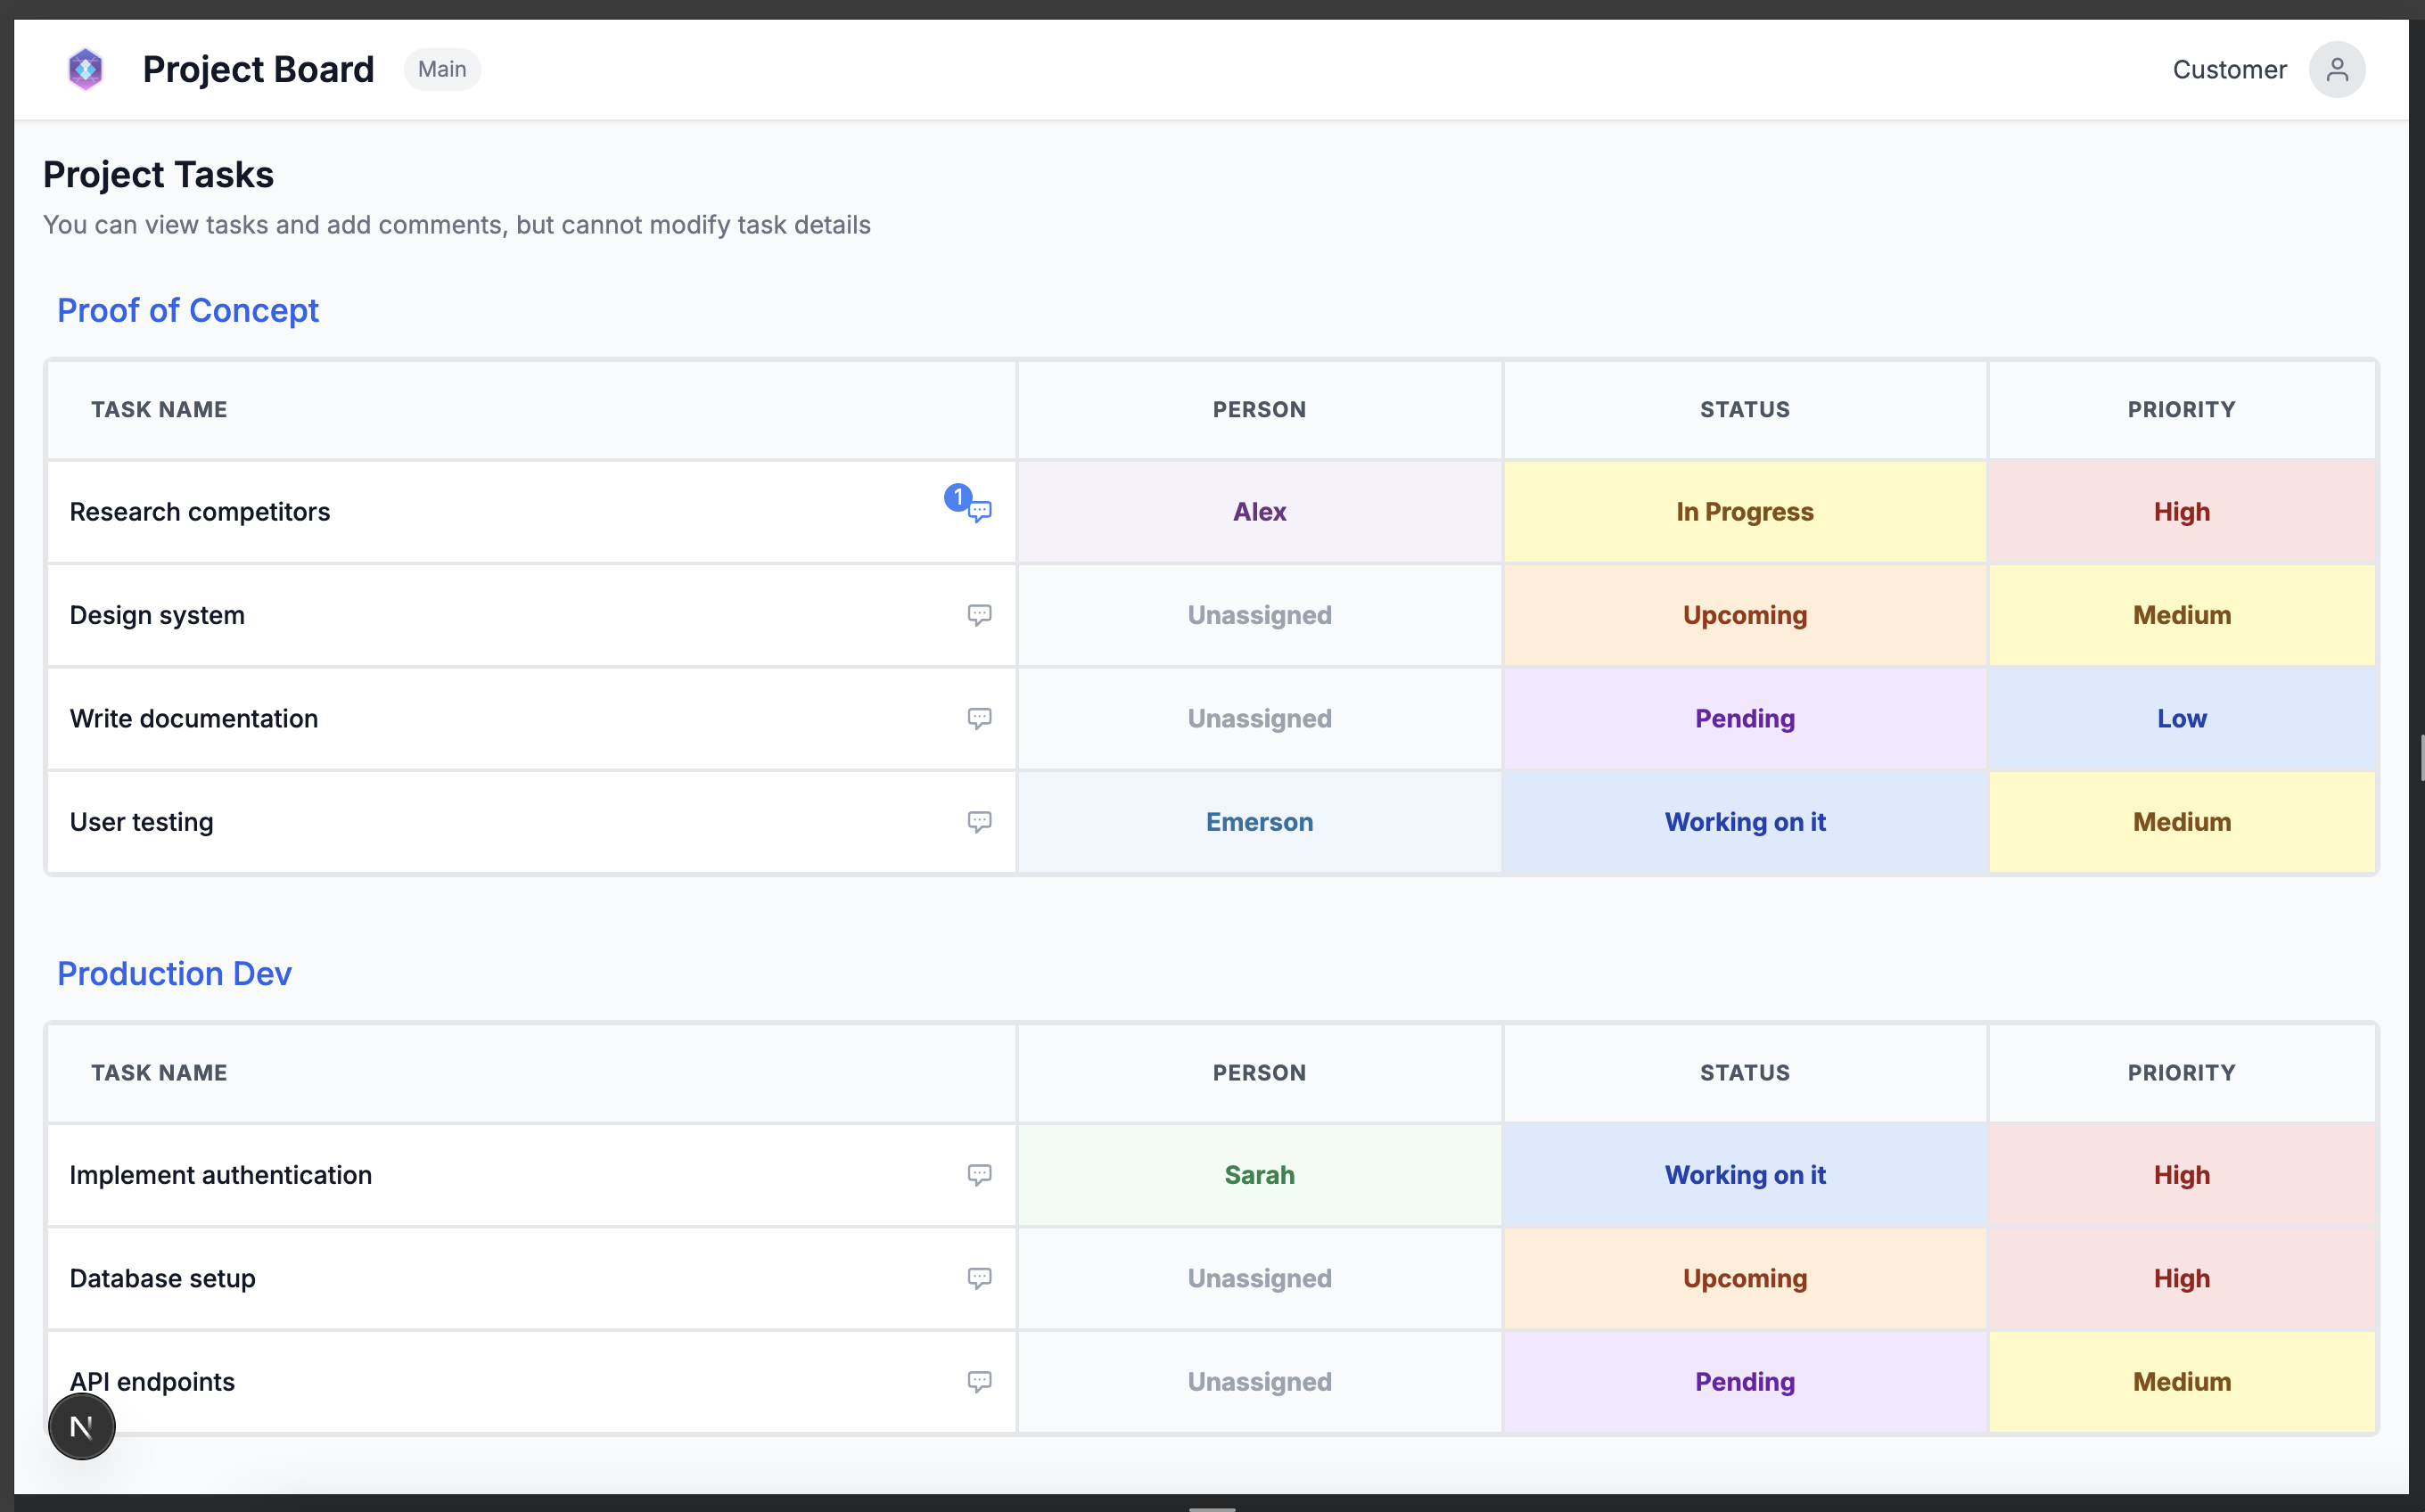 Project Board Main Customer
Project Tasks
You can view tasks and add comments, but cannot modify task details
Proof of Concept
TASK NAME PERSON STATUS PRIORITY
Research competitors 1 Alex In Progress High
Design system Unassigned Upcoming Medium
Write documentation Unassigned Pending Low
User testing Emerson Working on it Medium
Production Dev
TASK NAME PERSON STATUS PRIORITY
Implement authentication Sarah Working on it High
Database setup Unassigned Upcoming High
API endpoints Unassigned Pending Medium
N